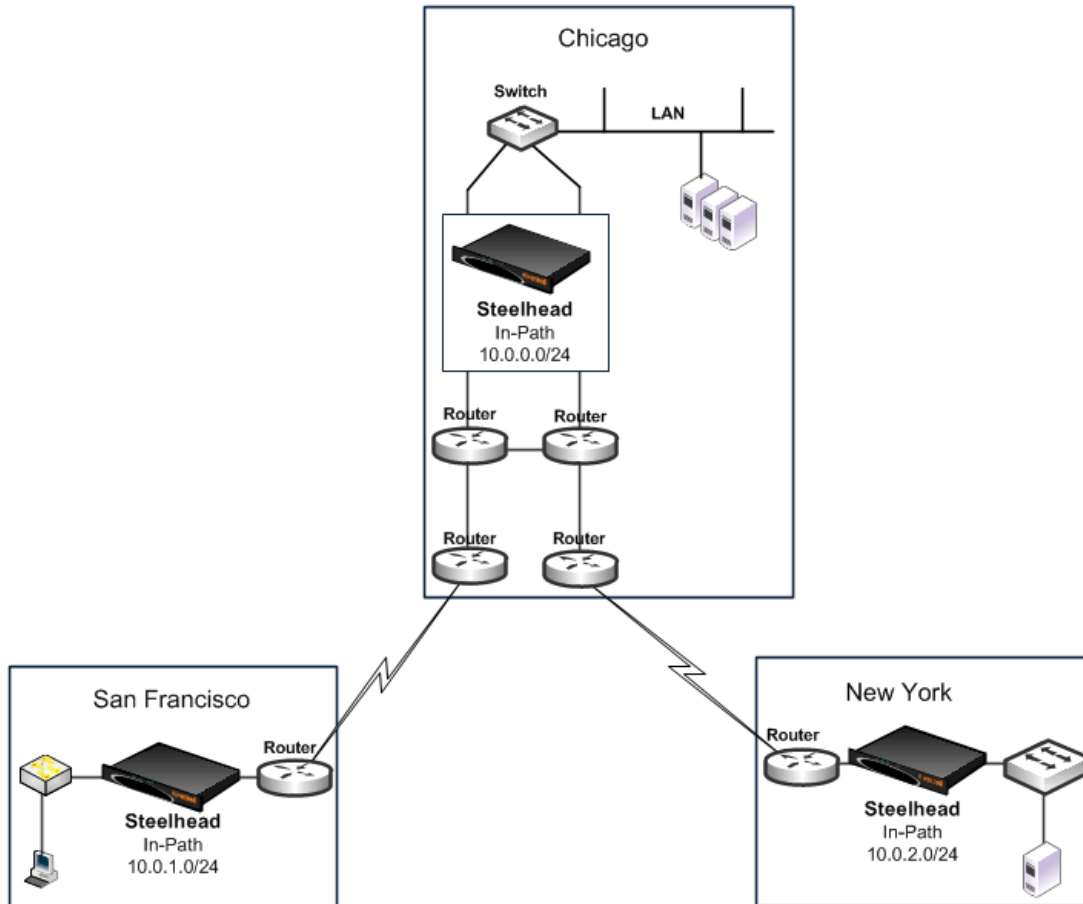 Chicago
Switch
LAN
Steelhead
In-Path
10.0.0.0/24
Router
Router
Router
Router
San Francisco
Router
Steelhead
In-Path
10.0.1.0/24
New York
Router
Steelhead
In-Path
10.0.2.0/24